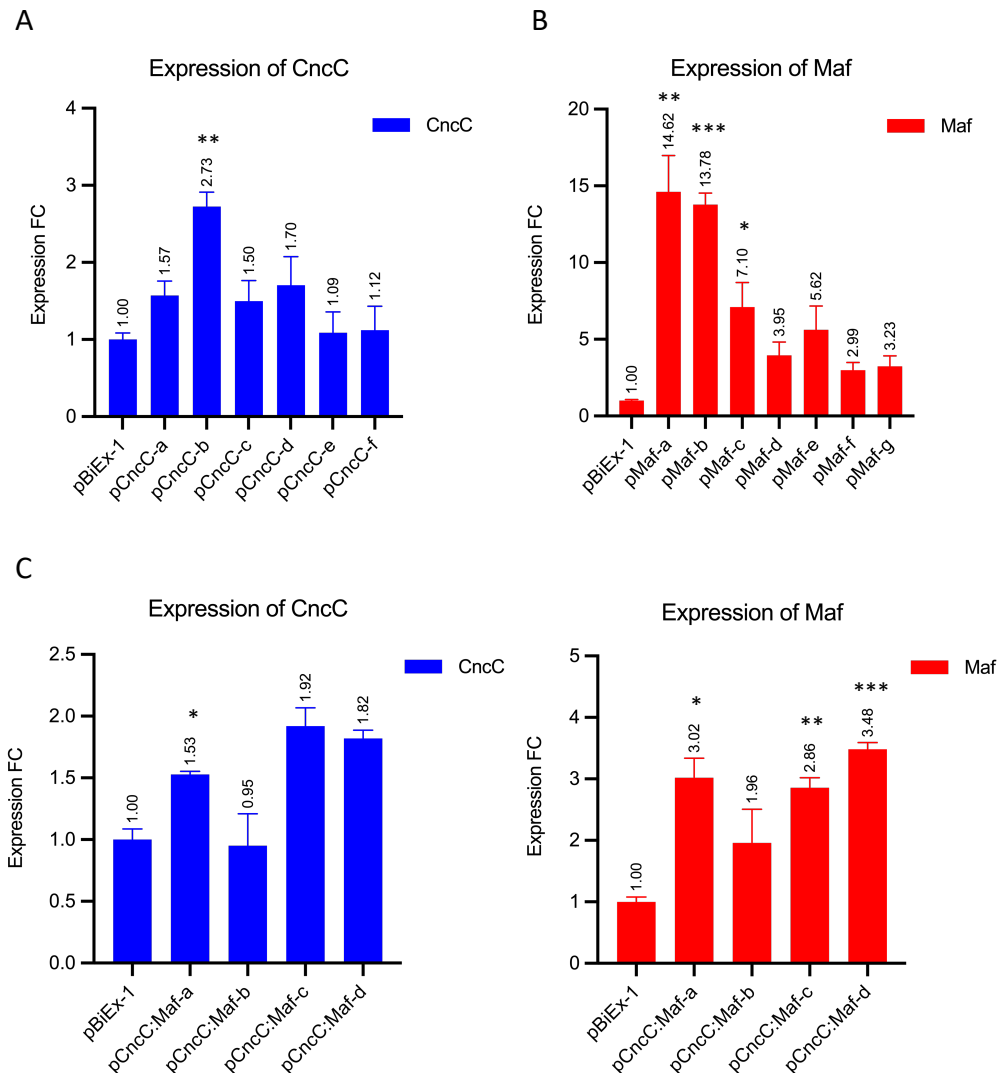 A
Expression of CncC
CncC
Expression FC
4
3
2
1
0
1.00
1.57
**
2.73
1.50
1.70
1.09
1.12
pBiEx-1
pCncC-a
pCncC-b
pCncC-c
pCncC-d
pCncC-e
pCncC-f
B
Expression of Maf
Maf
Expression FC
20
15
10
5
0
1.00
**
14.62
***
13.78
*
7.10
3.95
5.62
2.99
3.23
pBiEx-1
pMaf-a
pMaf-b
pMaf-c
pMaf-d
pMaf-e
pMaf-f
pMaf-g
C
Expression of CncC
CncC
Expression FC
2.5
2.0
1.5
1.0
0.5
0.0
1.00
*
1.53
0.95
1.92
1.82
pBiEx-1
pCncC:Maf-a
pCncC:Maf-b
pCncC:Maf-c
pCncC:Maf-d
Expression of Maf
Maf
Expression FC
5
4
3
2
1
0
1.00
*
3.02
1.96
**
2.86
***
3.48
pBiEx-1
pCncC:Maf-a
pCncC:Maf-b
pCncC:Maf-c
pCncC:Maf-d